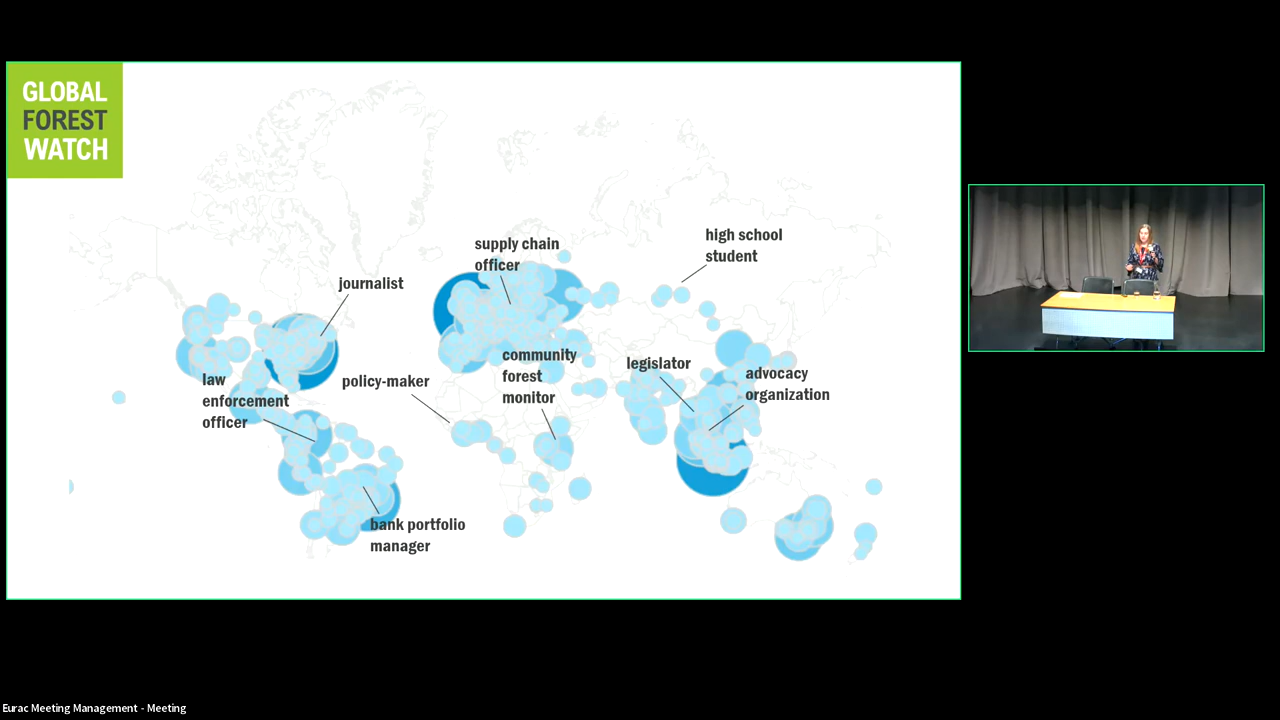 GLOBAL
FOREST
WATCH
supply chain
officer
high school
student
journalist
community
forest
monitor
legislator
advocacy
organization
law
enforcement
officer
policy-maker
bank portfolio
manager
Eurac Meeting Management - Meeting